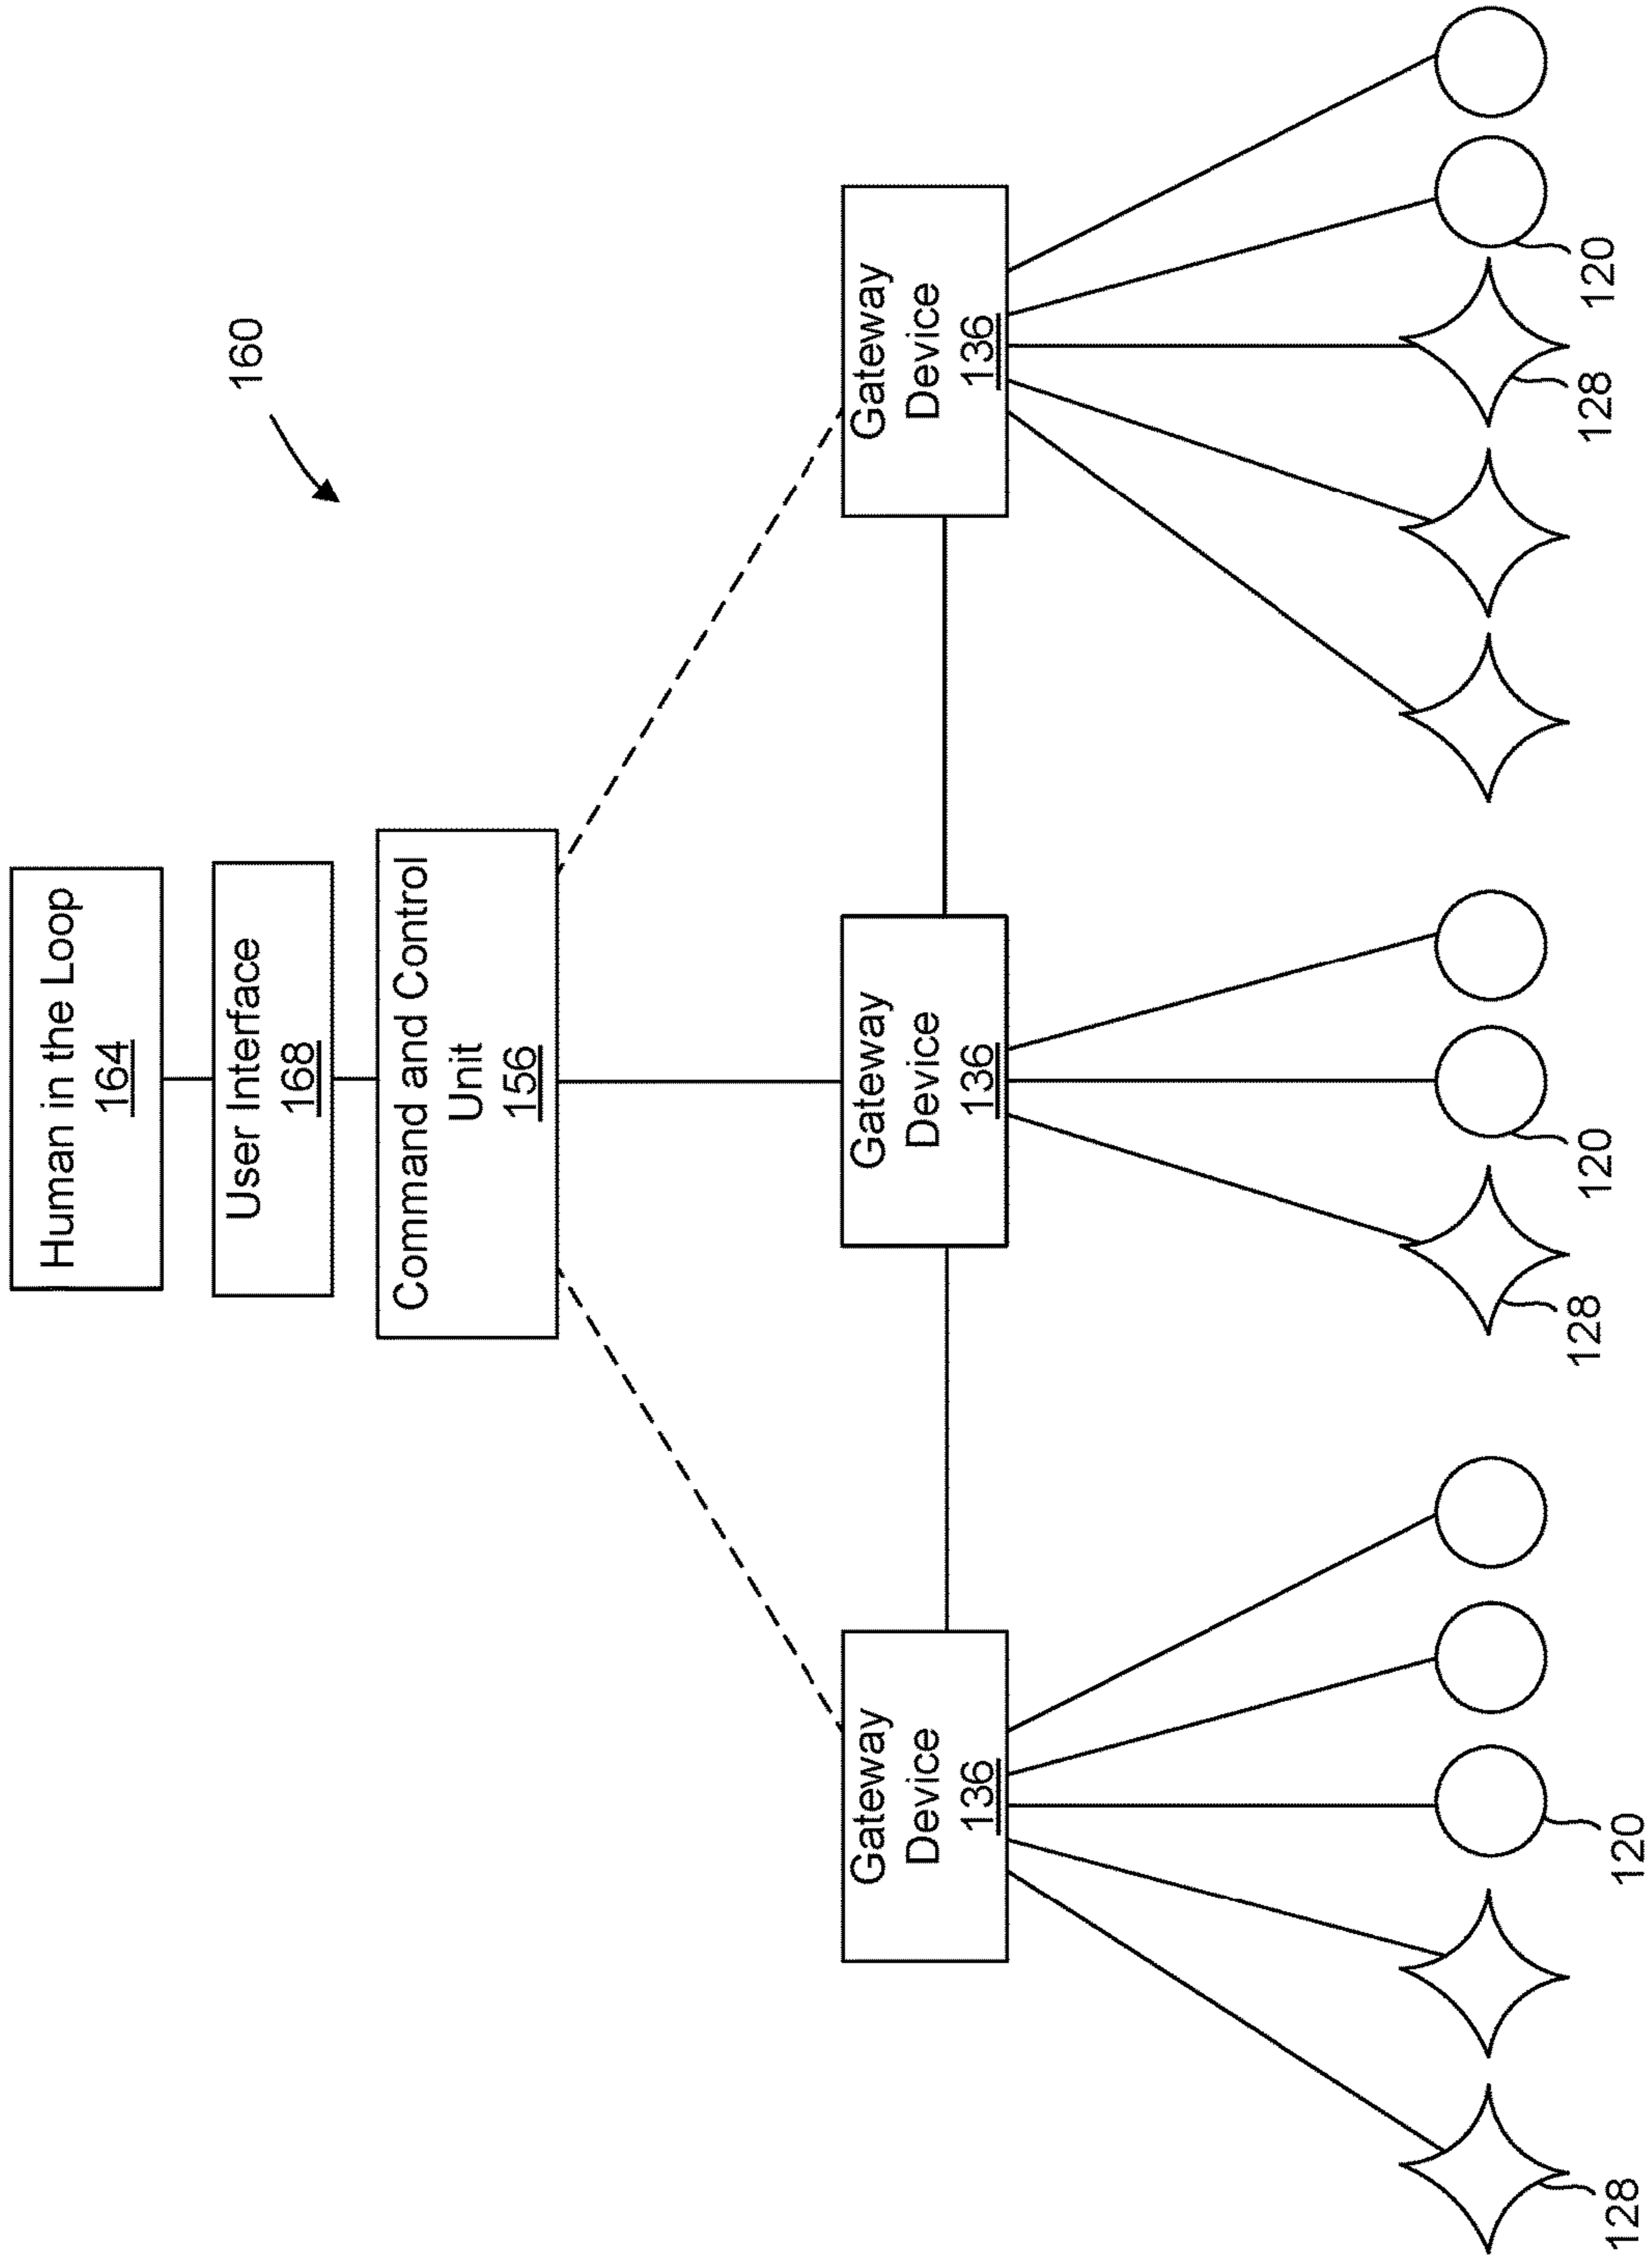 160
Human in the Loop
164
User Interface
168
Command and Control
Unit
156
Gateway
Device
136
Gateway
Device
136
Gateway
Device
136
128
120
128
120
128
120